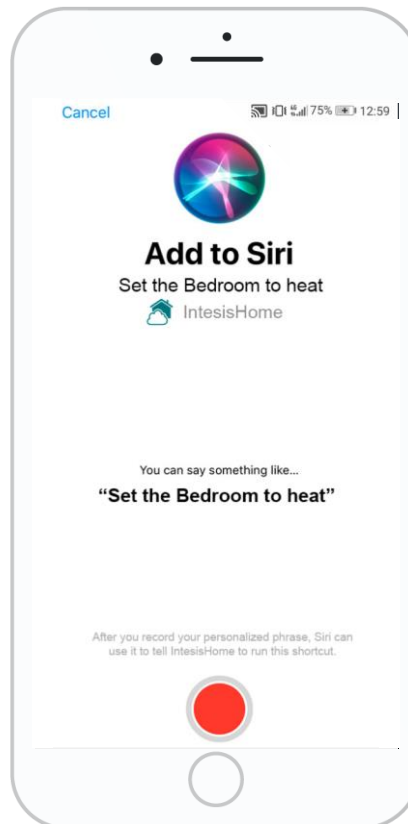 Cancel 75% 12:59
Add to Siri
Set the Bedroom to heat
IntesisHome
You can say something like...
“Set the Bedroom to heat”
After you record your personalized phrase, Siri can
use it to tell IntesisHome to run this shortcut.